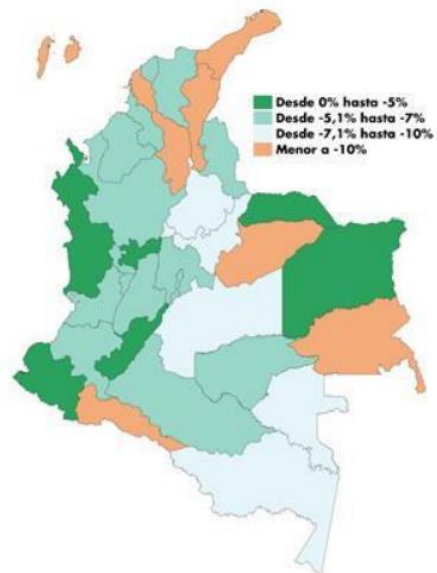 Desde 0% hasta -5%
Desde -5,1% hasta -7%
Desde -7,1% hasta -10%
Menor a -10%